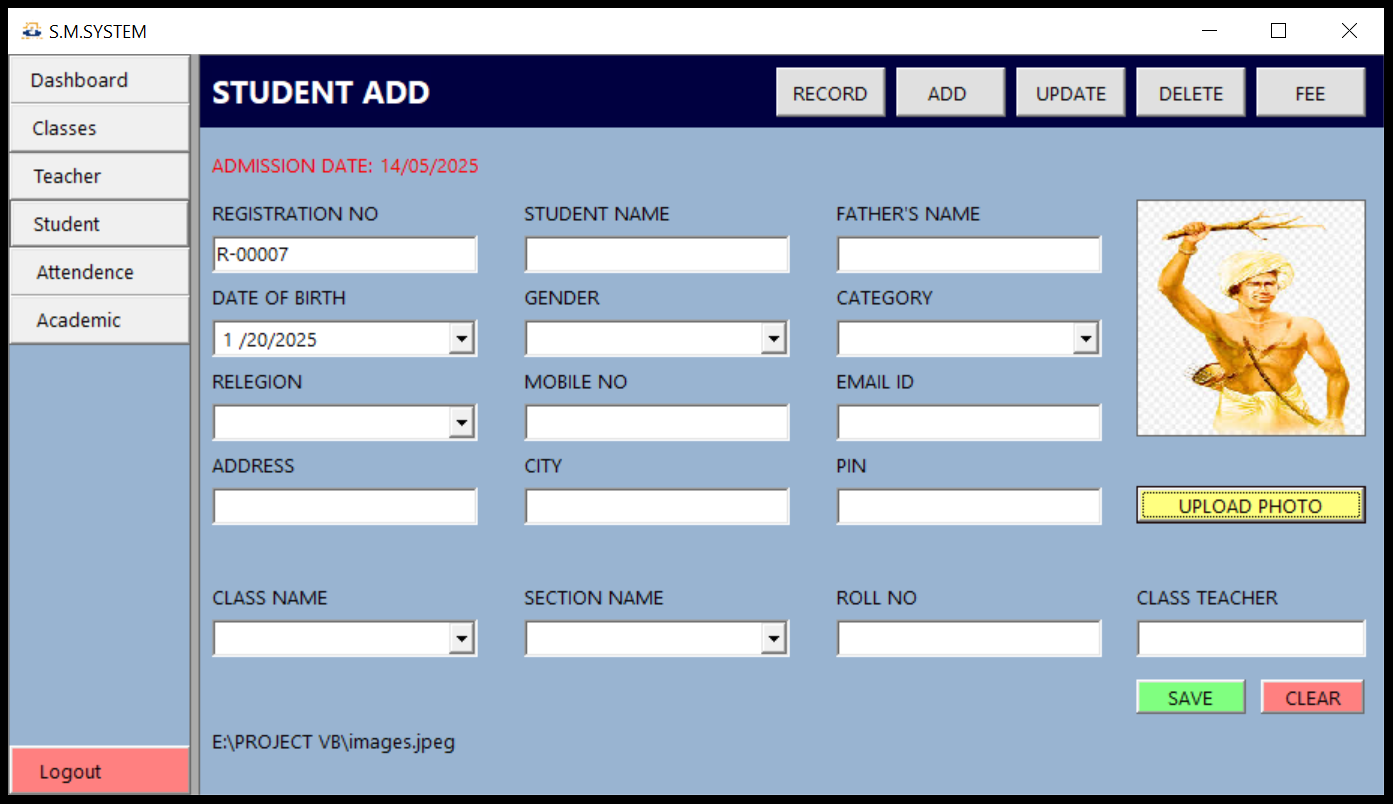 S.M.SYSTEM
Dashboard
Classes
Teacher
Student
Attendence
Academic
Logout
STUDENT ADD
RECORD ADD UPDATE DELETE FEE
ADMISSION DATE: 14/05/2025
REGISTRATION NO STUDENT NAME FATHER'S NAME
R-00007
DATE OF BIRTH GENDER CATEGORY
1 /20/2025
RELEGION MOBILE NO EMAIL ID
ADDRESS CITY PIN
UPLOAD PHOTO
CLASS NAME SECTION NAME ROLL NO CLASS TEACHER
SAVE CLEAR
E:\PROJECT VB\images.jpeg